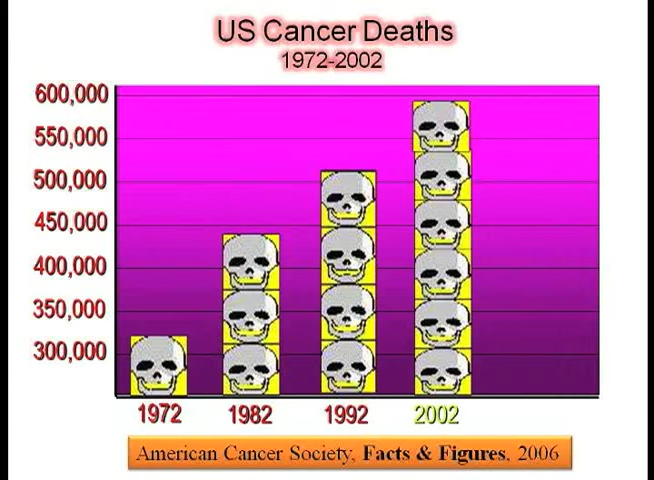 US Cancer Deaths
1972-2002
600,000
550,000
500,000
450,000
400,000
350,000
300,000
1972 1982 1992 2002
American Cancer Society, Facts & Figures, 2006